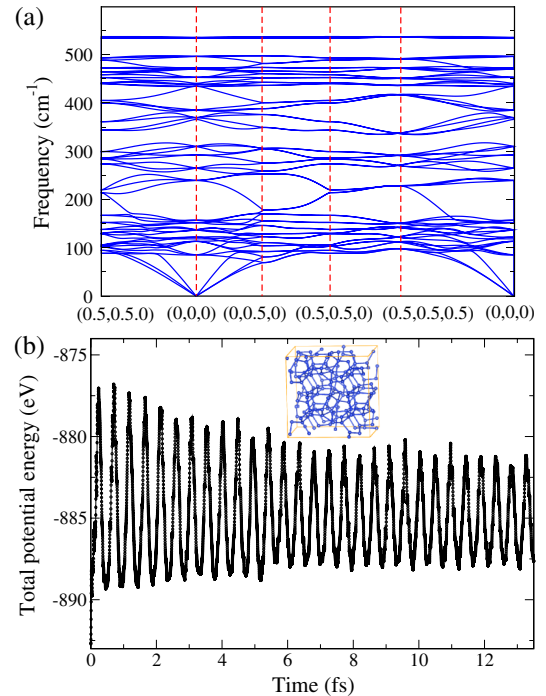 (a)
Frequency (cm-1)
500
400
300
200
100
0
(0.5,0.5,0) (0,0,0) (0,0.5,0) (0.5,0.5,0) (0.5,0.5,0.5) (0,0,0)
(b)
Total potential energy (eV)
-875
-880
-885
-890
0 2 4 6 8 10 12
Time (fs)